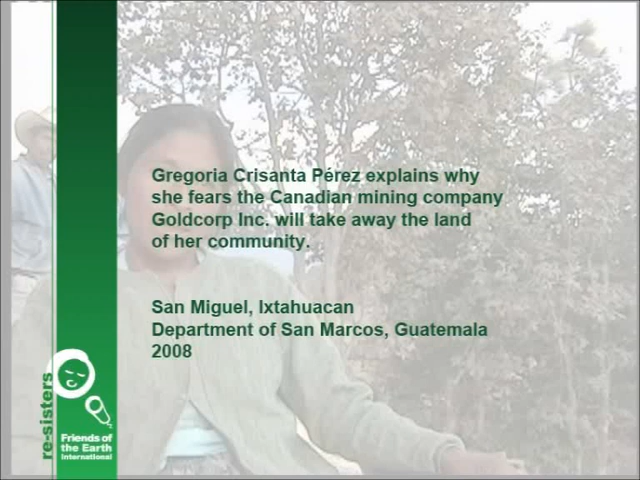 Gregoria Crisanta Pérez explains why
she fears the Canadian mining company
Goldcorp Inc. will take away the land
of her community.
San Miguel, Ixtahuacan
Department of San Marcos, Guatemala
2008
re-sisters
Friends of
the Earth
International